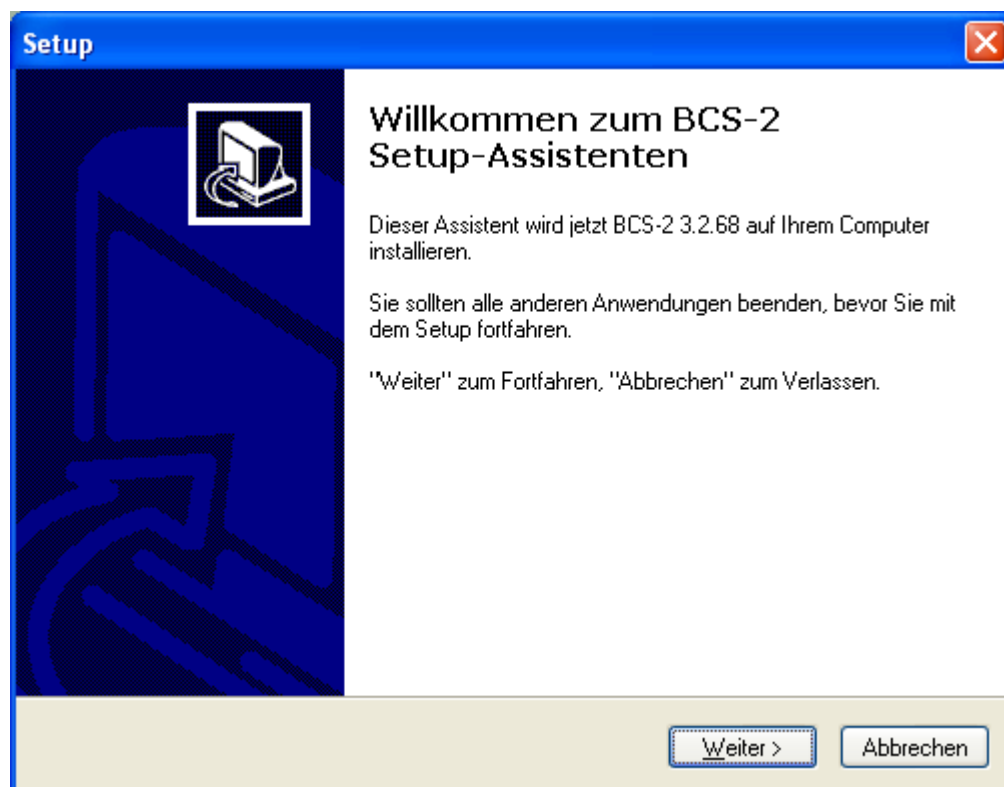 Setup
Willkommen zum BCS-2
Setup-Assistenten
Dieser Assistent wird jetzt BCS-2 3.2.68 auf Ihrem Computer
installieren.
Sie sollten alle anderen Anwendungen beenden, bevor Sie mit
dem Setup fortfahren.
"Weiter" zum Fortfahren, "Abbrechen" zum Verlassen.
Weiter > Abbrechen